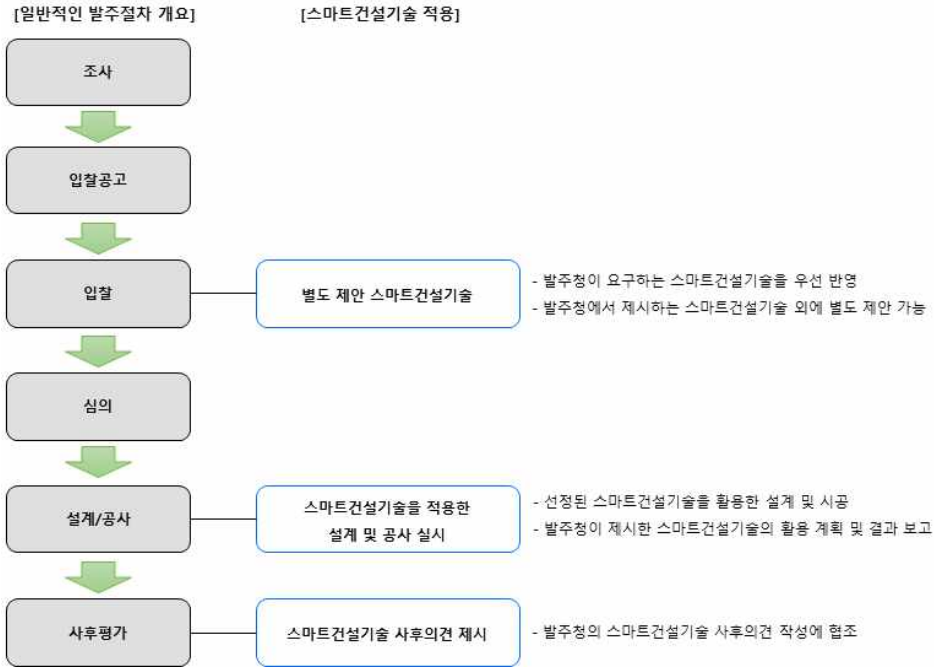 [일반적인 발주절차 개요]
[스마트건설기술 적용]
조사
입찰공고
입찰
별도 제안 스마트건설기술
- 발주청이 요구하는 스마트건설기술을 우선 반영
- 발주청에서 제시하는 스마트건설기술 외에 별도 제안 가능
심의
설계/공사
스마트건설기술을 적용한
설계 및 공사 실시
- 선정된 스마트건설기술을 활용한 설계 및 시공
- 발주청이 제시한 스마트건설기술의 활용 계획 및 결과 보고
사후평가
스마트건설기술 사후의견 제시
- 발주청의 스마트건설기술 사후의견 작성에 협조